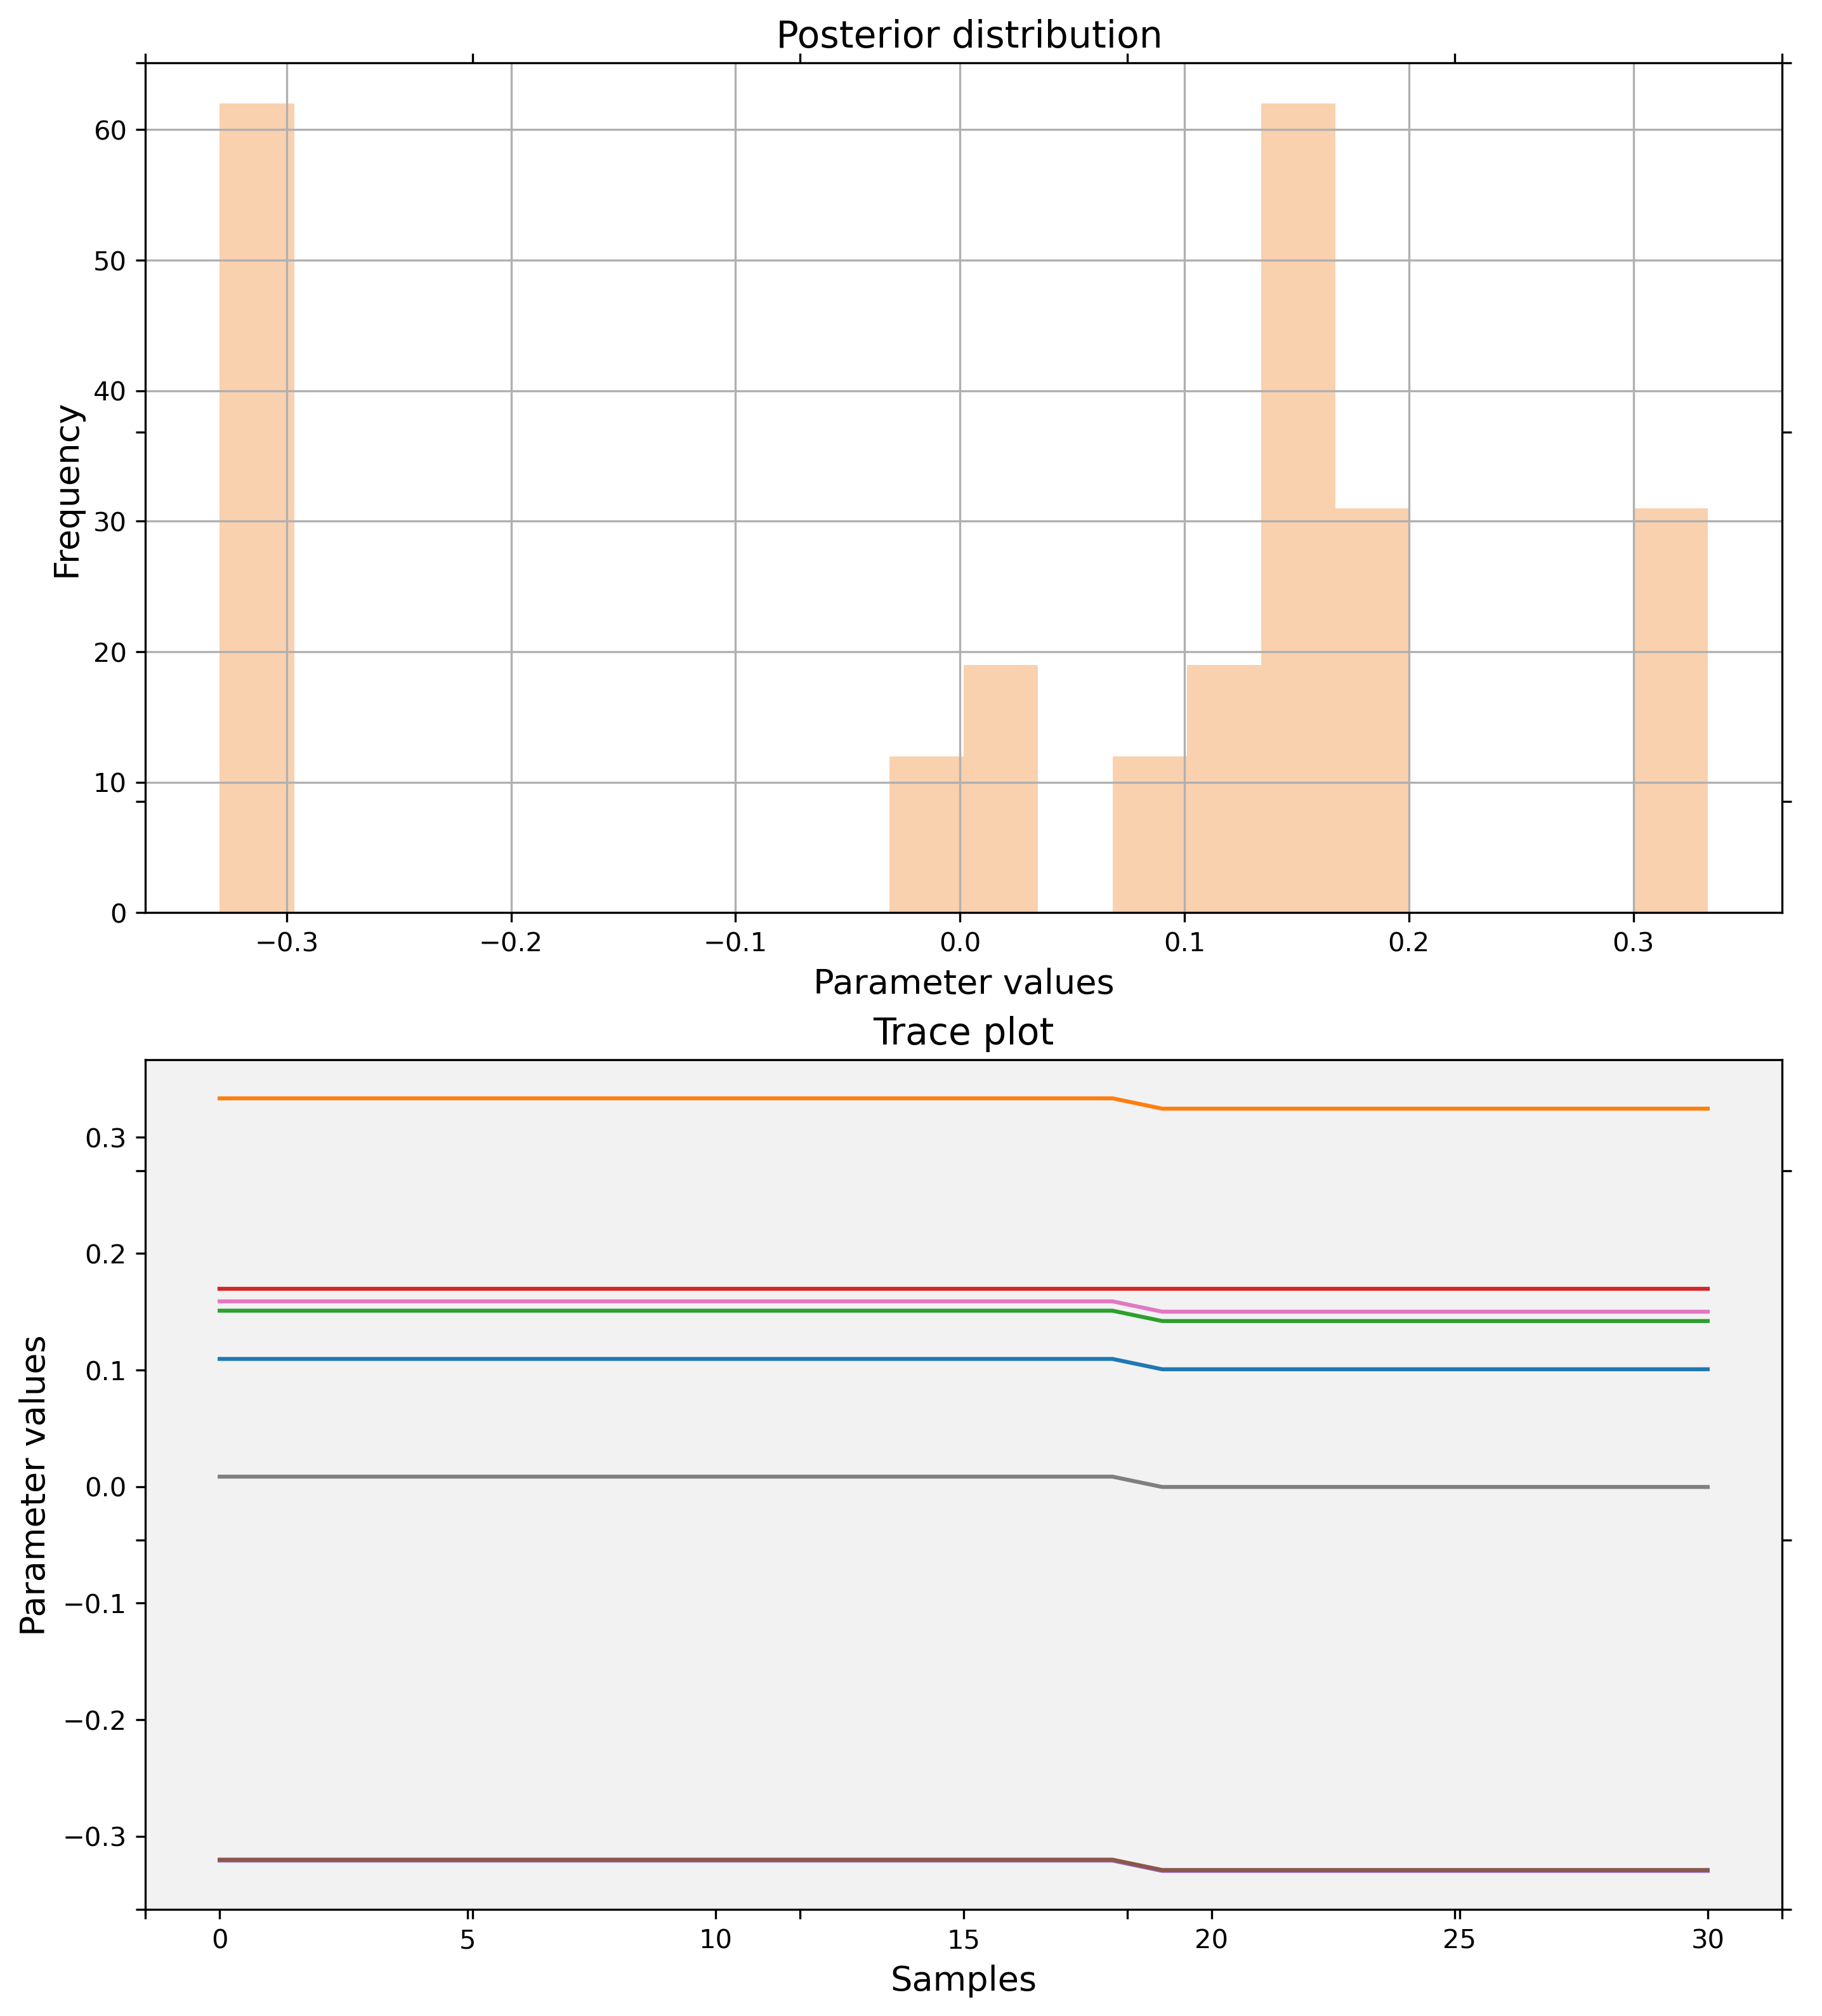 Posterior distribution
60
50
40
30
20
10
0
Frequency
−0.3 −0.2 −0.1 0.0 0.1 0.2 0.3
Parameter values
Trace plot
0.3
0.2
0.1
0.0
−0.1
−0.2
−0.3
Parameter values
0 5 10 15 20 25 30
Samples